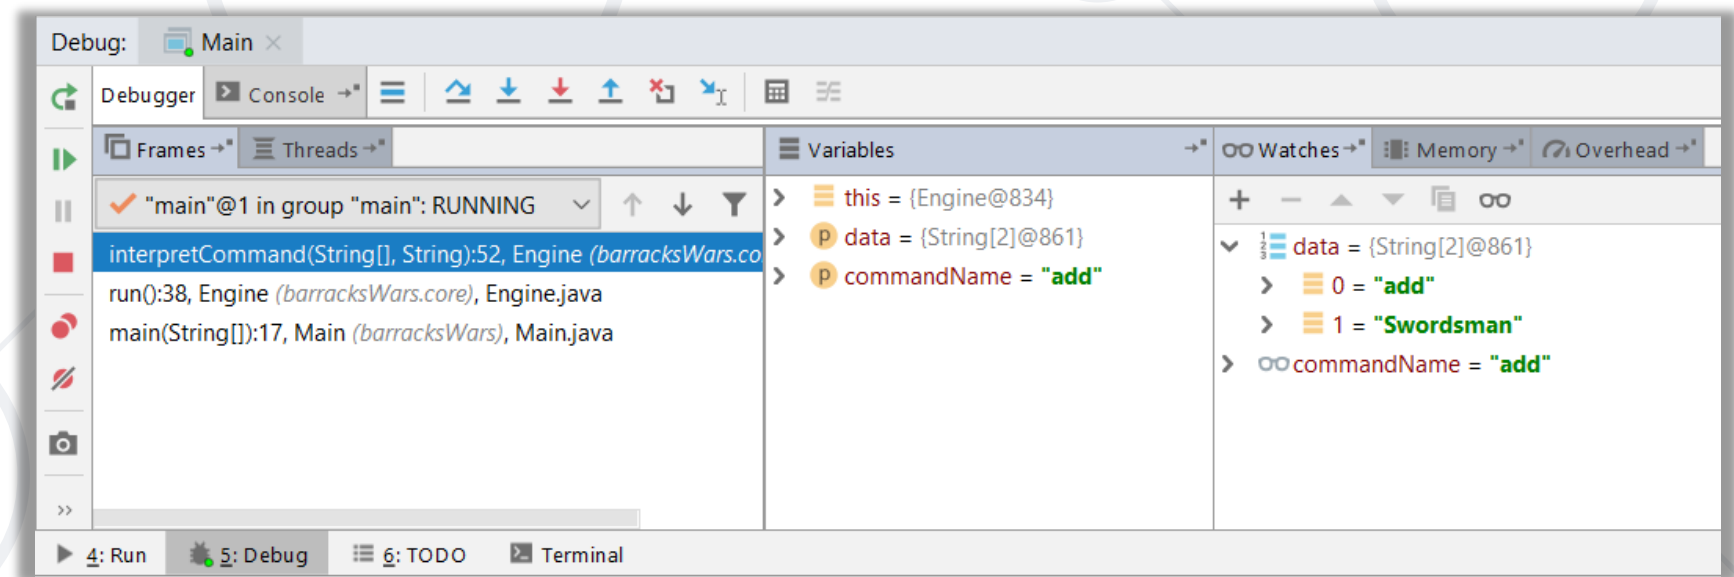 Debug: Main
Debugger Console
Frames Threads
"main"@1 in group "main": RUNNING
interpretCommand(String[], String):52, Engine (barracksWars.co
run():38, Engine (barracksWars.core), Engine.java
main(String[]):17, Main (barracksWars), Main.java
Variables
this = {Engine@834}
p data = {String[2]@861}
p commandName = "add"
Watches Memory Overhead
data = {String[2]@861}
0 = "add"
1 = "Swordsman"
commandName = "add"
4: Run 5: Debug 6: TODO Terminal